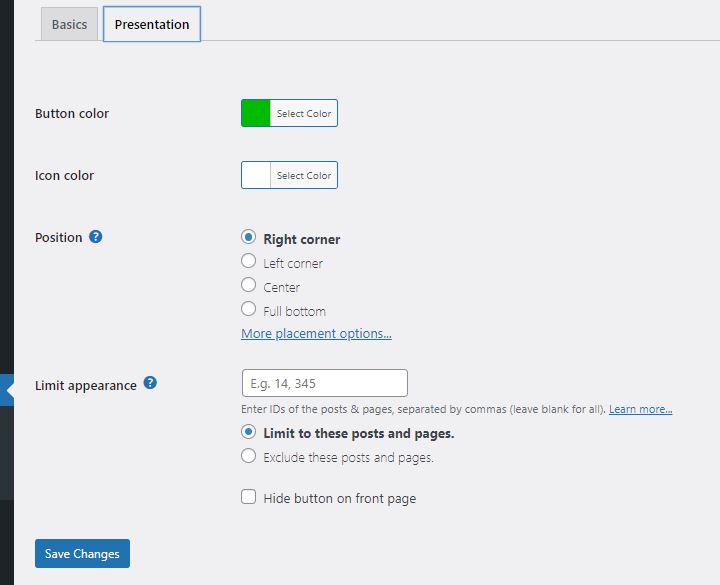 Basics Presentation
Button color Select Color
Icon color Select Color
Position ? Right corner
Left corner
Center
Full bottom
More placement options...
Limit appearance ? E.g. 14, 345
Enter IDs of the posts & pages, separated by commas (leave blank for all). Learn more...
Limit to these posts and pages.
Exclude these posts and pages.
Hide button on front page
Save Changes